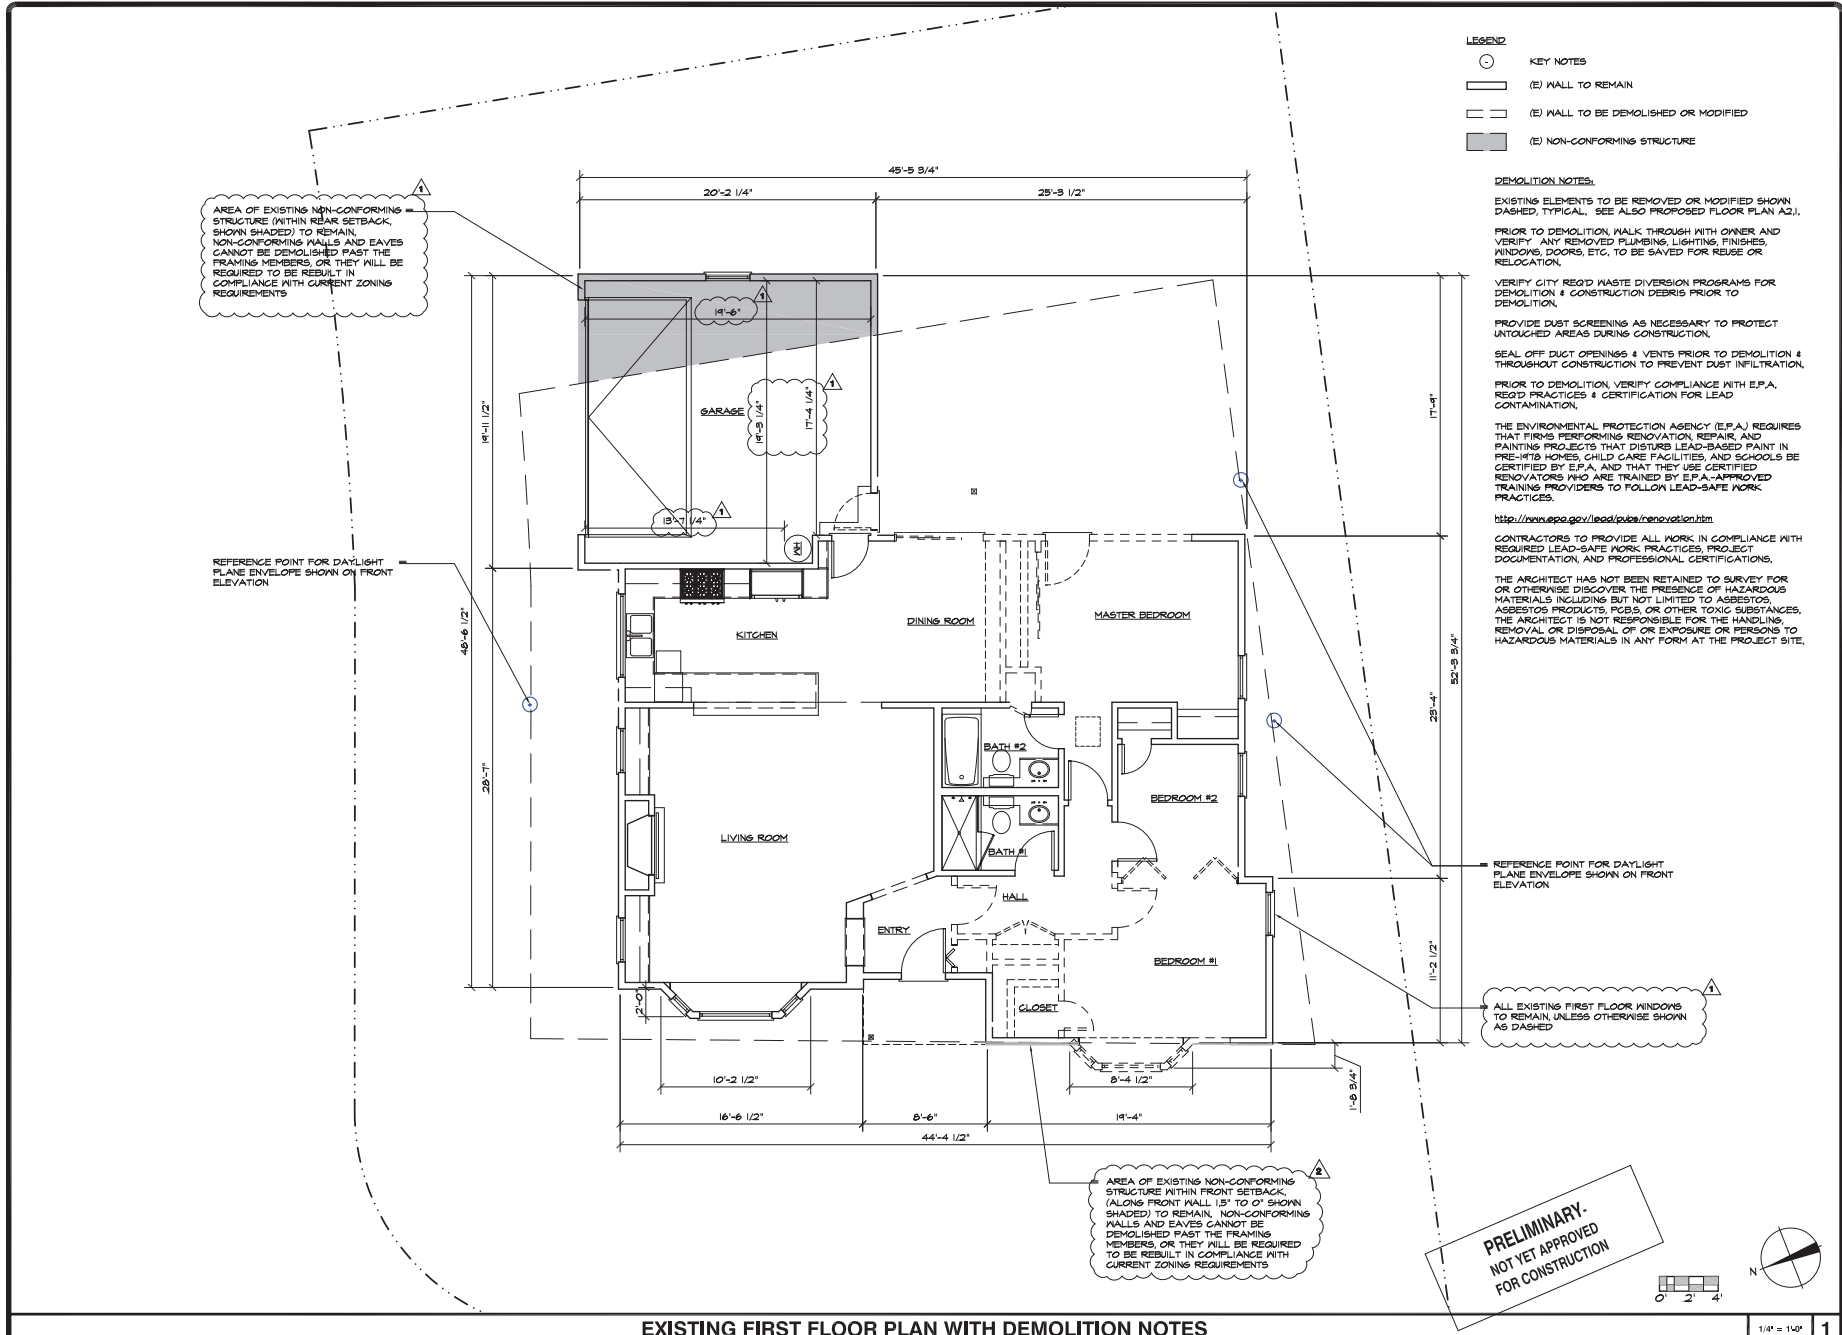 LEGEND
KEY NOTES
(E) WALL TO REMAIN
(E) WALL TO BE DEMOLISHED OR MODIFIED
(E) NON-CONFORMING STRUCTURE
DEMOLITION NOTES:
EXISTING ELEMENTS TO BE REMOVED OR MODIFIED SHOWN
DASHED, TYPICAL. SEE ALSO PROPOSED FLOOR PLAN A2.1.
PRIOR TO DEMOLITION, WALK THROUGH WITH OWNER AND
VERIFY ANY REMOVED PLUMBING, LIGHTING, FINISHES,
WINDOWS, DOORS, ETC. TO BE SAVED FOR REUSE OR
RELOCATION.
VERIFY CITY REQ'D WASTE DIVERSION PROGRAMS FOR
DEMOLITION & CONSTRUCTION DEBRIS PRIOR TO
DEMOLITION.
PROVIDE DUST SCREENING AS NECESSARY TO PROTECT
UNTOUCHED AREAS DURING CONSTRUCTION.
SEAL OFF DUCT OPENINGS & VENTS PRIOR TO DEMOLITION &
THROUGHOUT CONSTRUCTION TO PREVENT DUST INFILTRATION.
PRIOR TO DEMOLITION, VERIFY COMPLIANCE WITH E.P.A.
REQ'D PRACTICES & CERTIFICATION FOR LEAD
CONTAMINATION.
THE ENVIRONMENTAL PROTECTION AGENCY (E.P.A.) REQUIRES
THAT FIRMS PERFORMING RENOVATION, REPAIR, AND
PAINTING PROJECTS THAT DISTURB LEAD-BASED PAINT IN
PRE-1978 HOMES, CHILD CARE FACILITIES, AND SCHOOLS BE
CERTIFIED BY E.P.A. AND THAT THEY USE CERTIFIED
RENOVATORS WHO ARE TRAINED BY E.P.A.-APPROVED
TRAINING PROVIDERS TO FOLLOW LEAD-SAFE WORK
PRACTICES.
http://www.epa.gov/lead/pubs/renovation.htm
CONTRACTORS TO PROVIDE ALL WORK IN COMPLIANCE WITH
REQUIRED LEAD-SAFE WORK PRACTICES, PROJECT
DOCUMENTATION, AND PROFESSIONAL CERTIFICATIONS.
THE ARCHITECT HAS NOT BEEN RETAINED TO SURVEY FOR
OR OTHERWISE DISCOVER THE PRESENCE OF HAZARDOUS
MATERIALS INCLUDING BUT NOT LIMITED TO ASBESTOS,
ASBESTOS PRODUCTS, PCB,S, OR OTHER TOXIC SUBSTANCES.
THE ARCHITECT IS NOT RESPONSIBLE FOR THE HANDLING,
REMOVAL OR DISPOSAL OF OR EXPOSURE OR PERSONS TO
HAZARDOUS MATERIALS IN ANY FORM AT THE PROJECT SITE.
1
AREA OF EXISTING NON-CONFORMING
STRUCTURE (WITHIN REAR SETBACK,
SHOWN SHADED) TO REMAIN.
NON-CONFORMING WALLS AND EAVES
CANNOT BE DEMOLISHED PAST THE
FRAMING MEMBERS, OR THEY WILL BE
REQUIRED TO BE REBUILT IN
COMPLIANCE WITH CURRENT ZONING
REQUIREMENTS
REFERENCE POINT FOR DAYLIGHT
PLANE ENVELOPE SHOWN ON FRONT
ELEVATION
45'-5 3/4"
20'-2 1/4"
25'-3 1/2"
1
19'-6"
1
GARAGE
19'-3 1/4"
17'-4 1/4"
19'-11 1/2"
17'-9"
13'-7 1/4"
1
HW
KITCHEN
DINING ROOM
MASTER BEDROOM
48'-6 1/2"
52'-3 3/4"
23'-4"
28'-7"
BATH #2
BEDROOM #2
LIVING ROOM
BATH #1
HALL
ENTRY
BEDROOM #1
CLOSET
11'-2 1/2"
2'-0"
10'-2 1/2"
8'-4 1/2"
1'-8 3/4"
16'-6 1/2"
8'-6"
19'-4"
44'-4 1/2"
REFERENCE POINT FOR DAYLIGHT
PLANE ENVELOPE SHOWN ON FRONT
ELEVATION
1
ALL EXISTING FIRST FLOOR WINDOWS
TO REMAIN, UNLESS OTHERWISE SHOWN
AS DASHED
2
AREA OF EXISTING NON-CONFORMING
STRUCTURE WITHIN FRONT SETBACK,
(ALONG FRONT WALL 1.5" TO 0" SHOWN
SHADED) TO REMAIN. NON-CONFORMING
WALLS AND EAVES CANNOT BE
DEMOLISHED PAST THE FRAMING
MEMBERS, OR THEY WILL BE REQUIRED
TO BE REBUILT IN COMPLIANCE WITH
CURRENT ZONING REQUIREMENTS
PRELIMINARY-
NOT YET APPROVED
FOR CONSTRUCTION
N
0' 2' 4'
EXISTING FIRST FLOOR PLAN WITH DEMOLITION NOTES
1/4" = 1'-0"
1